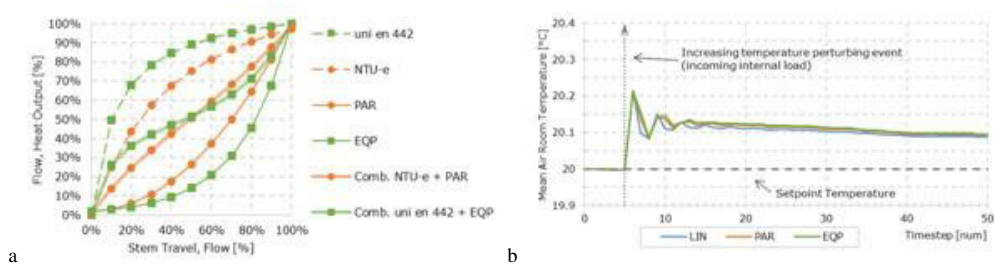 100%
90%
80%
70%
60%
50%
40%
30%
20%
10%
0%
Flow, Heat Output [%]
0% 20% 40% 60% 80% 100%
Stem Travel, Flow [%]
uni en 442
NTU-e
PAR
EQP
Comb. NTU-e + PAR
Comb. uni en 442 + EQP
a
20.4
20.3
20.2
20.1
20
19.9
Mean Air Room Temperature [°C]
Increasing temperature perturbing event
(incoming internal load)
Setpoint Temperature
0 10 20 30 40 50
LIN PAR EQP
Timestep [num]
b